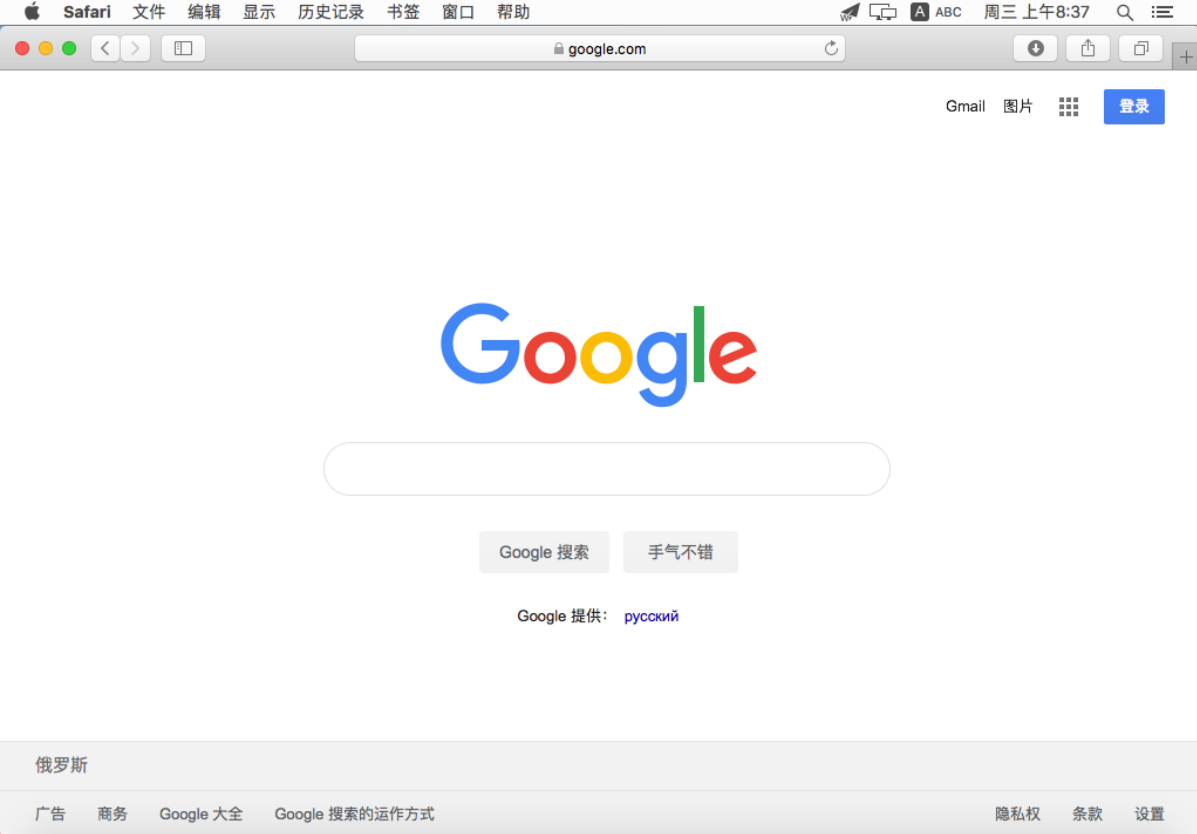 Safari 文件 编辑 显示 历史记录 书签 窗口 帮助 A ABC 周三 上午8:37
google.com
Gmail 图片 登录
Google
Google 搜索 手气不错
Google 提供： русский
俄罗斯
广告 商务 Google 大全 Google 搜索的运作方式 隐私权 条款 设置